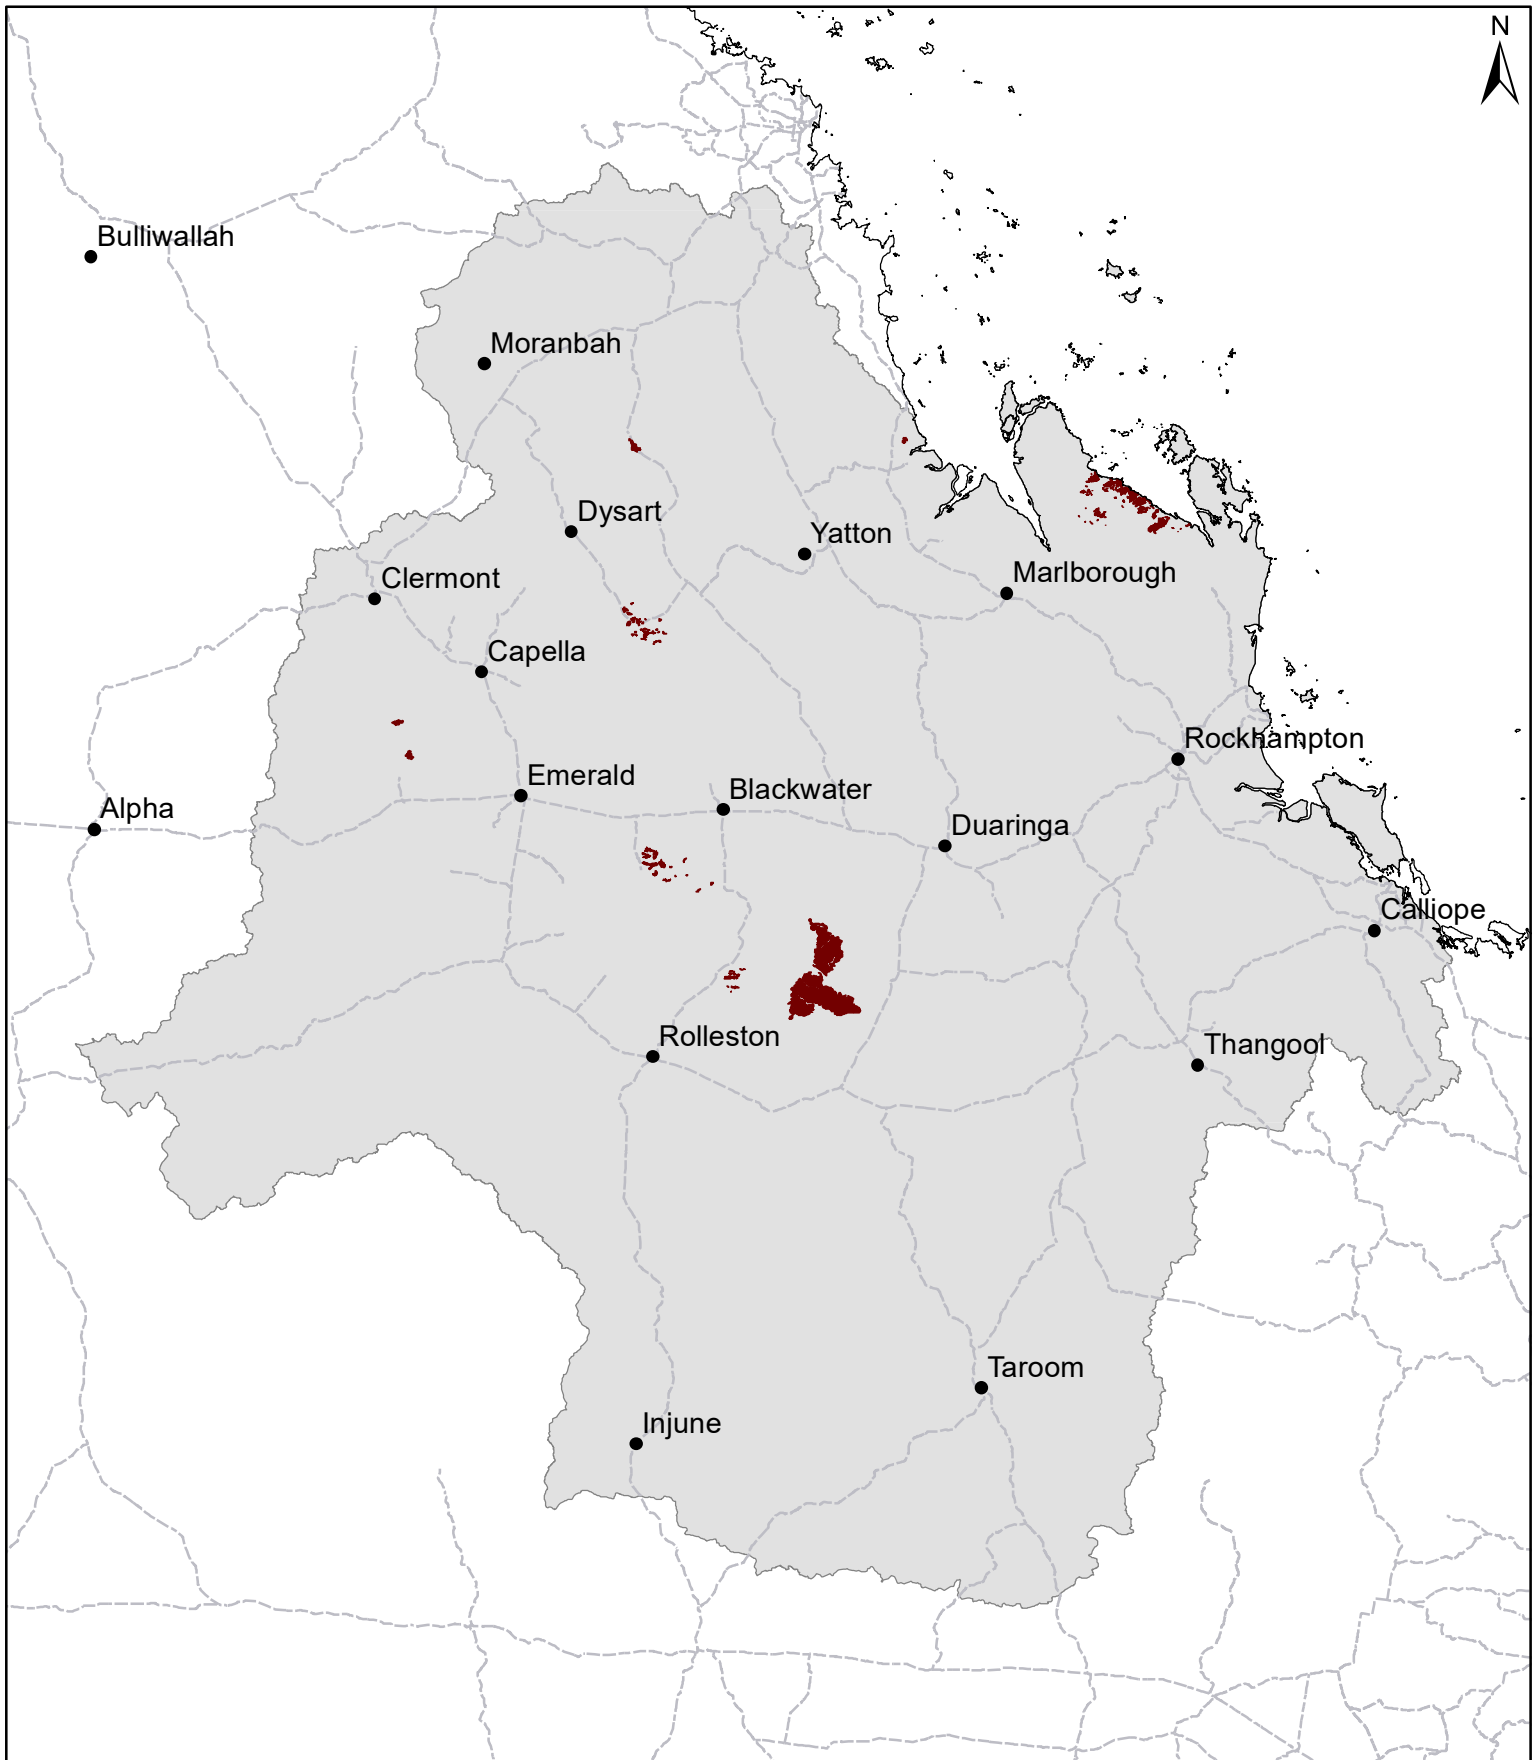 N
Bulliwallah
Moranbah
Dysart
Yatton
Clermont
Marlborough
Capella
Rockhampton
Emerald
Blackwater
Alpha
Duaringa
Calliope
Rolleston
Thangool
Taroom
Injune